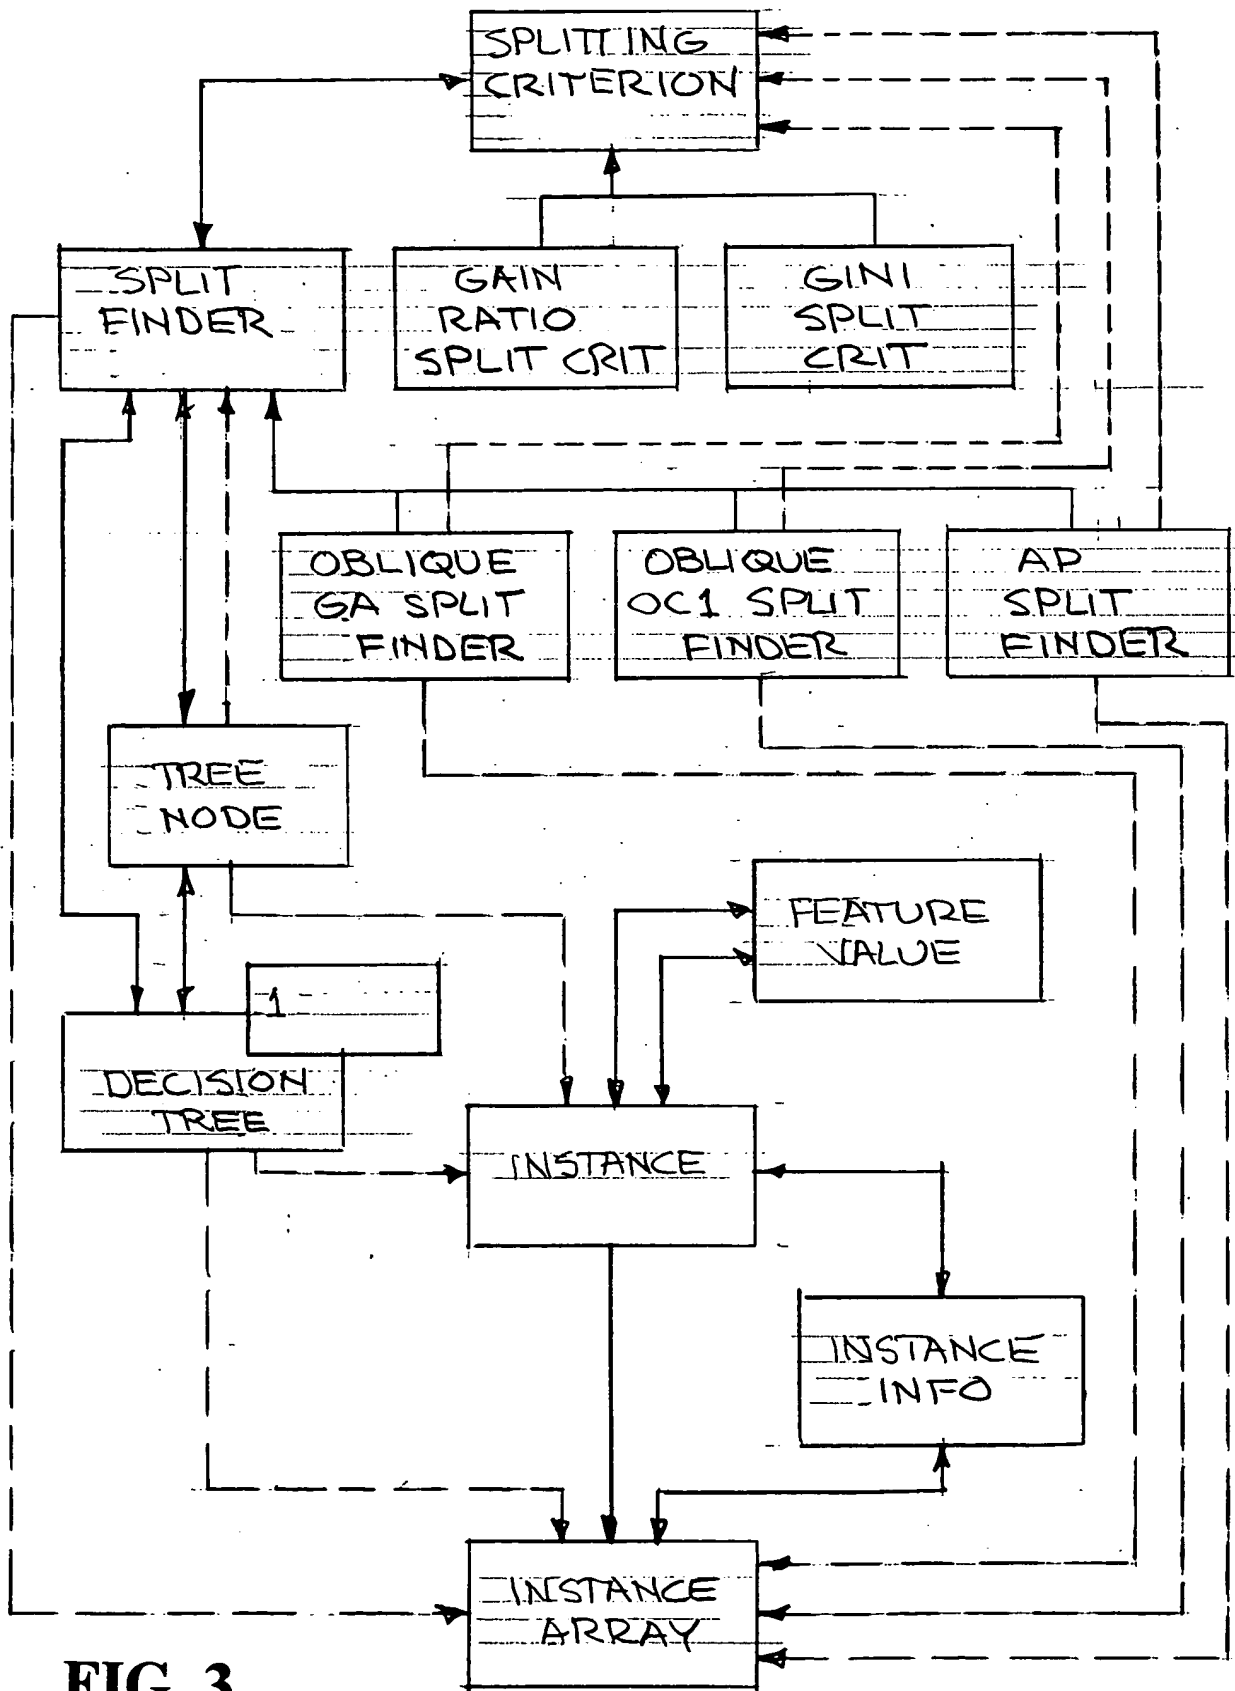 SPLITTING
CRITERION
SPLIT
FINDER
GAIN
RATIO
SPLIT CRIT
GINI
SPLIT
CRIT
OBLIQUE
GA SPLIT
FINDER
OBLIQUE
OC1 SPLIT
FINDER
AP
SPLIT
FINDER
TREE
NODE
FEATURE
VALUE
1
DECISION
TREE
INSTANCE
INSTANCE
INFO
INSTANCE
ARRAY
FIG. 3